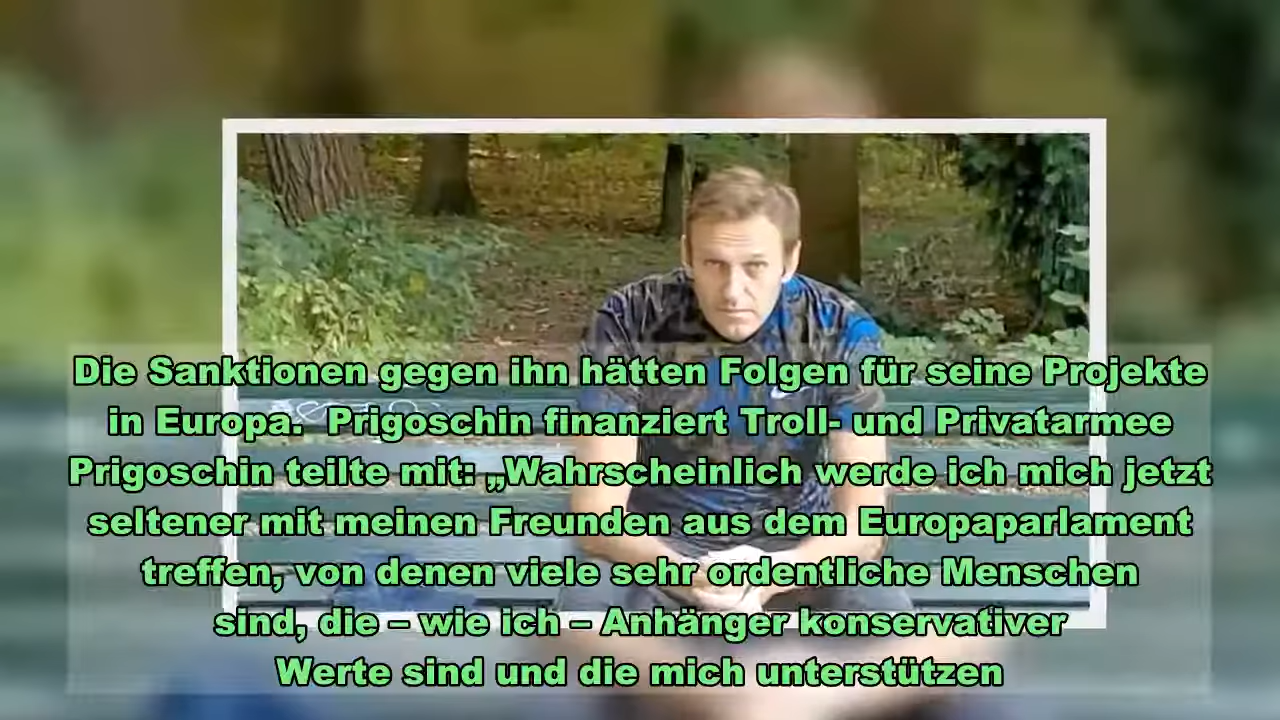 Die Sanktionen gegen ihn hätten Folgen für seine Projekte
in Europa.  Prigoschin finanziert Troll- und Privatarmee
Prigoschin teilte mit: „Wahrscheinlich werde ich mich jetzt
seltener mit meinen Freunden aus dem Europaparlament
treffen, von denen viele sehr ordentliche Menschen
sind, die – wie ich – Anhänger konservativer
Werte sind und die mich unterstützen